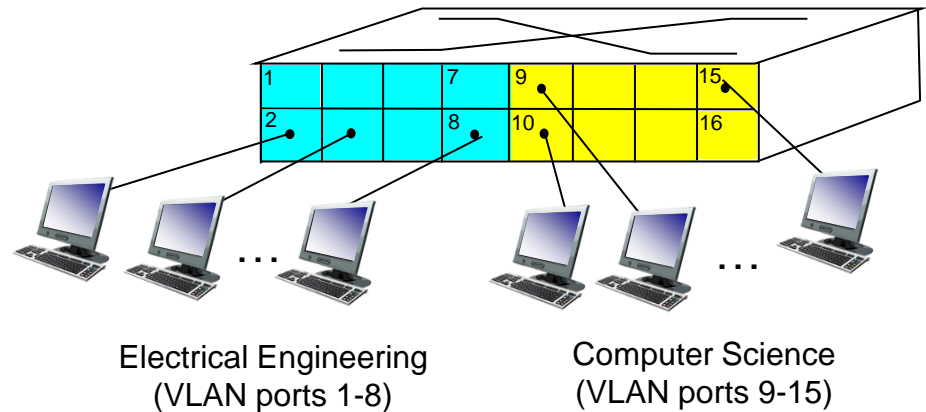 1 7 9 15
2 8 10 16
... ...
Electrical Engineering
(VLAN ports 1-8)
Computer Science
(VLAN ports 9-15)